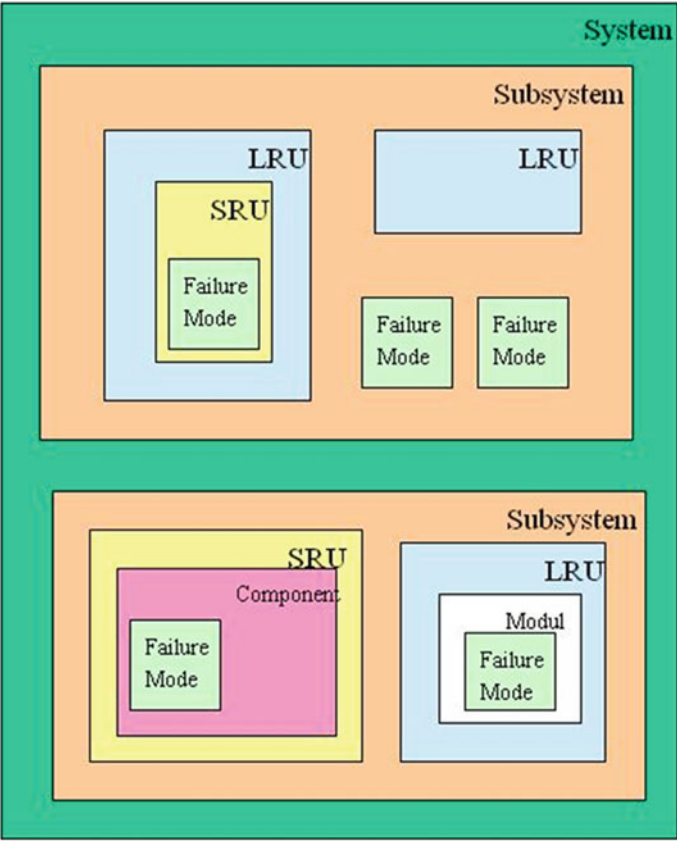 System
Subsystem
LRU
LRU
SRU
Failure
Mode
Failure
Mode
Failure
Mode
Subsystem
SRU
LRU
Component
Modul
Failure
Mode
Failure
Mode